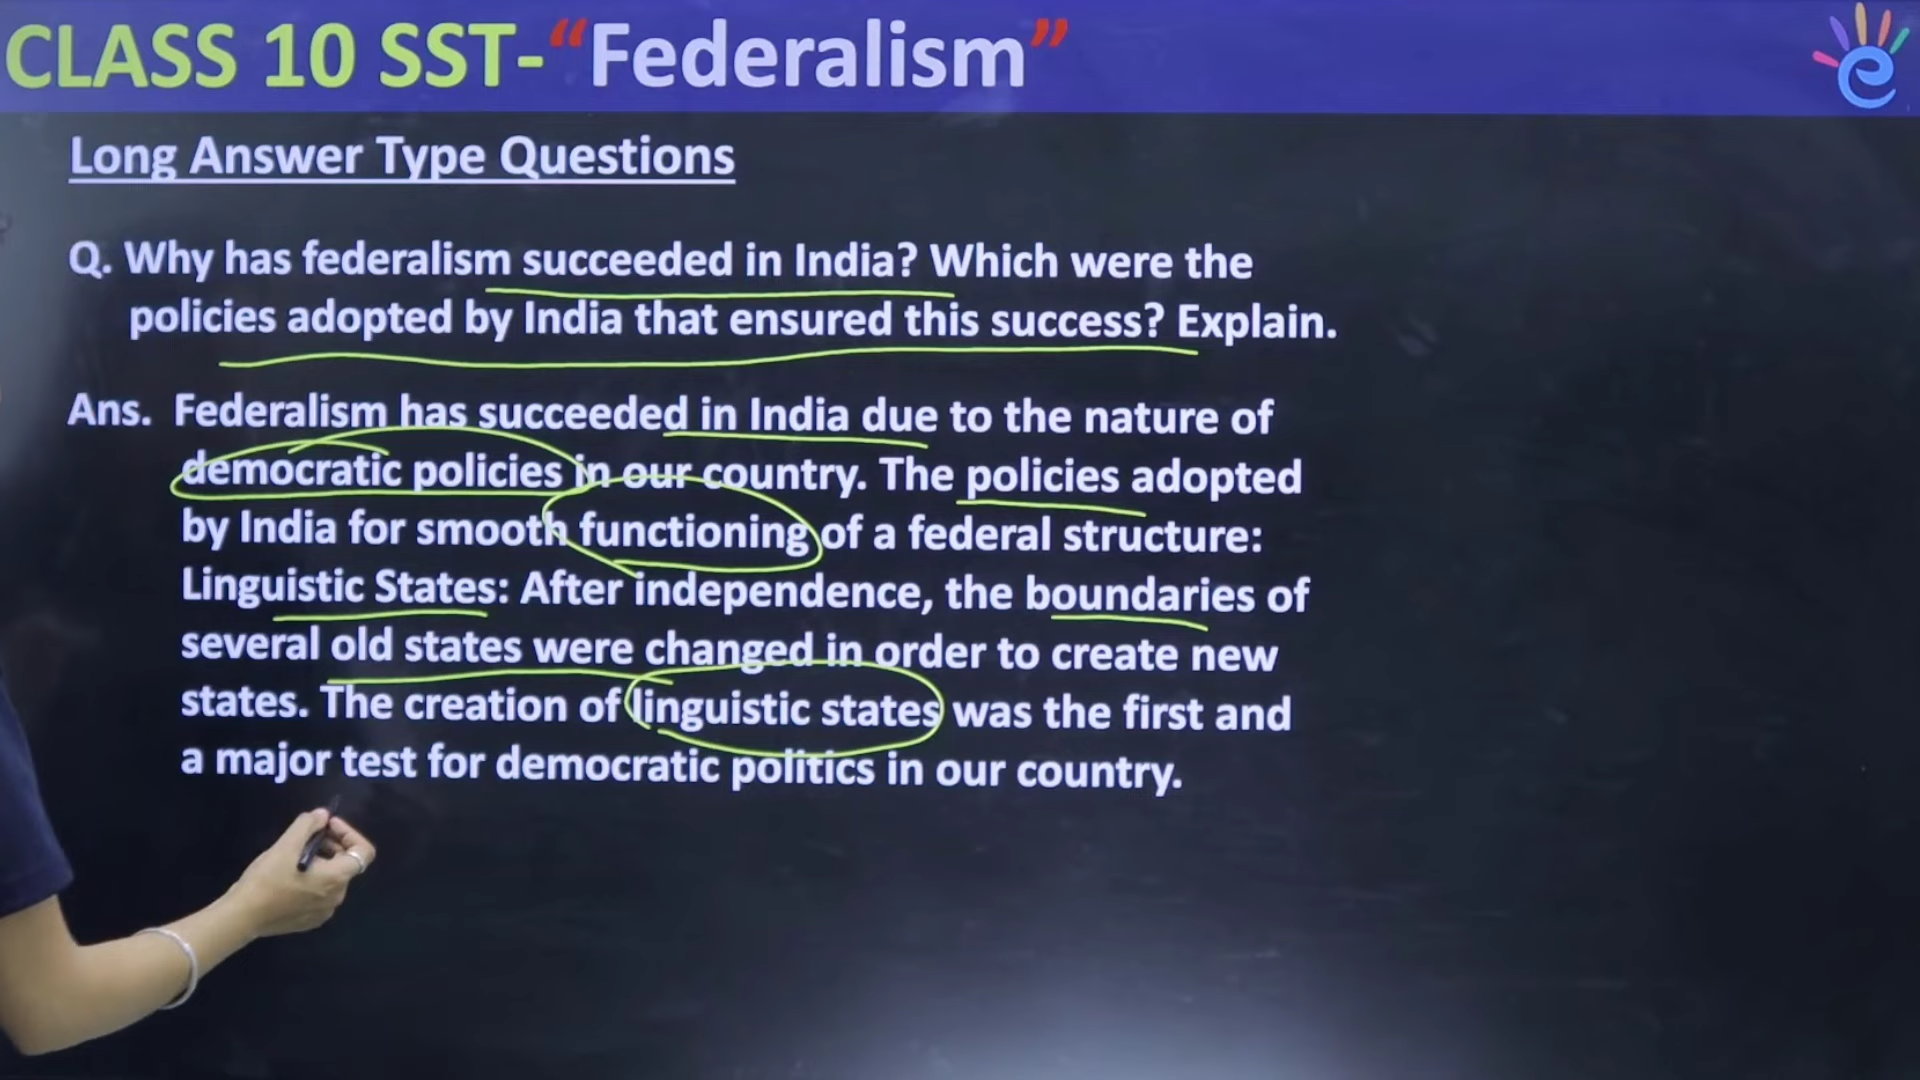 CLASS 10 SST-“Federalism”
Long Answer Type Questions
Q. Why has federalism succeeded in India? Which were the
policies adopted by India that ensured this success? Explain.
Ans. Federalism has succeeded in India due to the nature of
democratic policies in our country. The policies adopted
by India for smooth functioning of a federal structure:
Linguistic States: After independence, the boundaries of
several old states were changed in order to create new
states. The creation of linguistic states was the first and
a major test for democratic politics in our country.